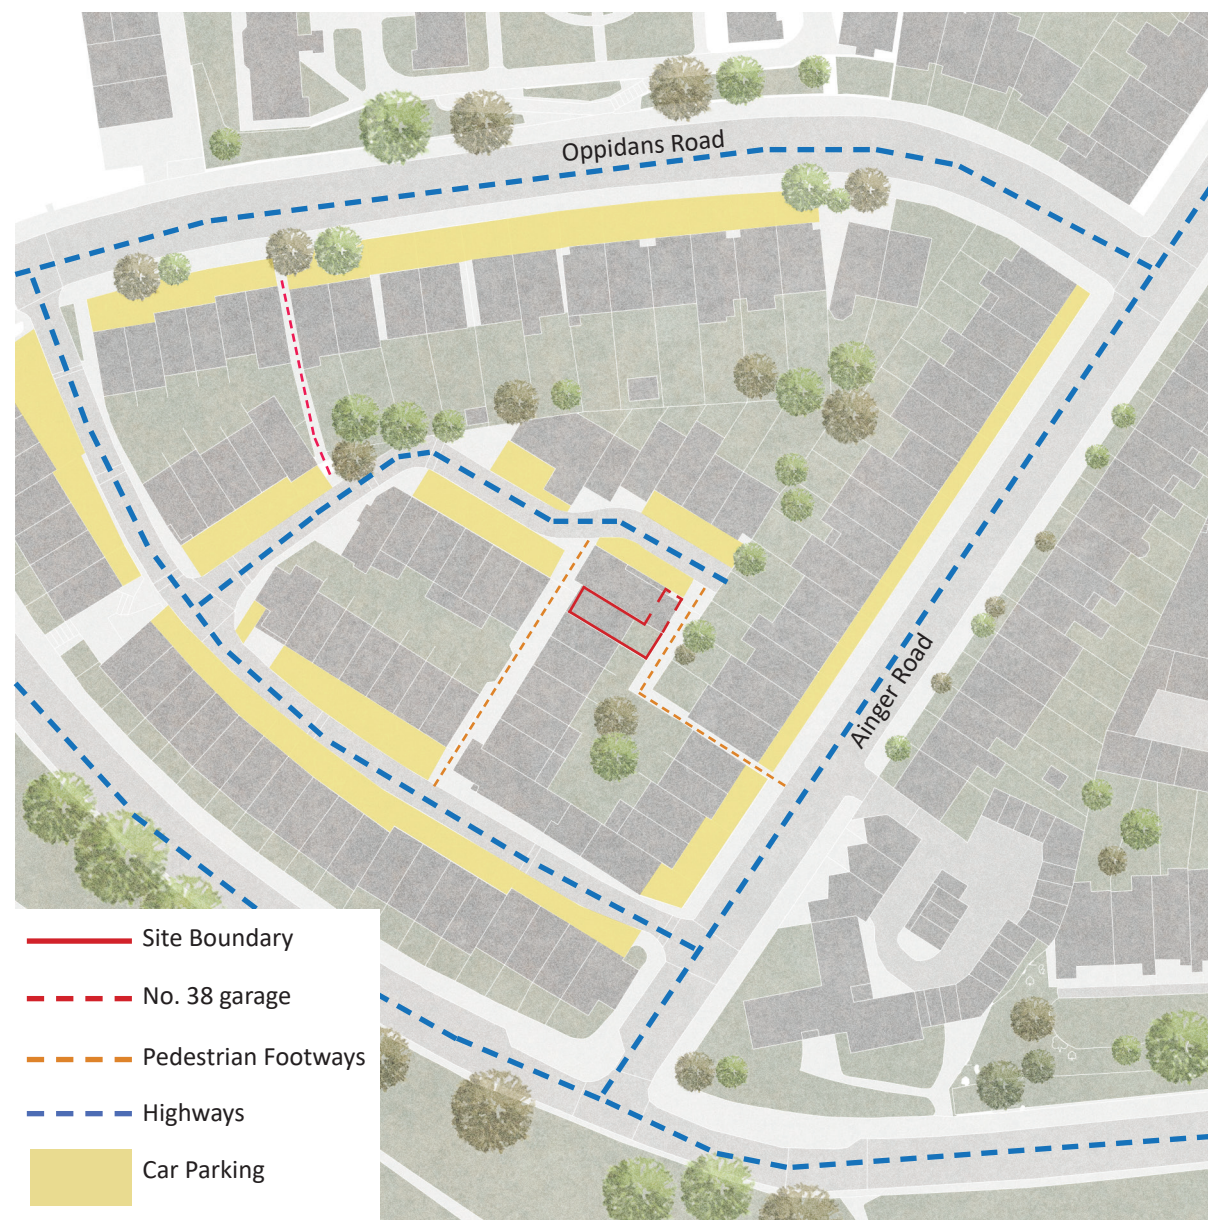 Oppidans Road
Ainger Road
Site Boundary
No. 38 garage
Pedestrian Footways
Highways
Car Parking